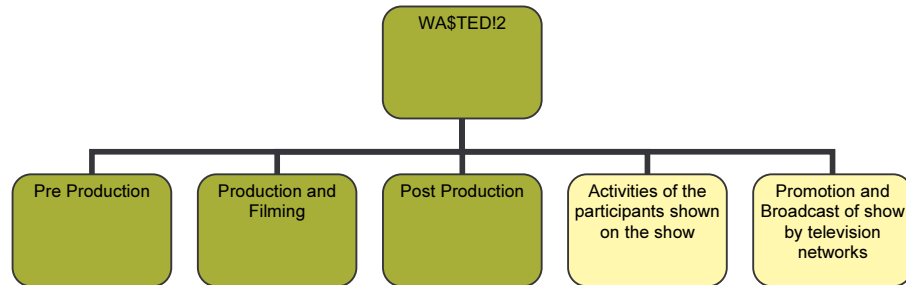 WA$TED!2
Pre Production
Production and
Filming
Post Production
Activities of the
participants shown
on the show
Promotion and
Broadcast of show
by television
networks